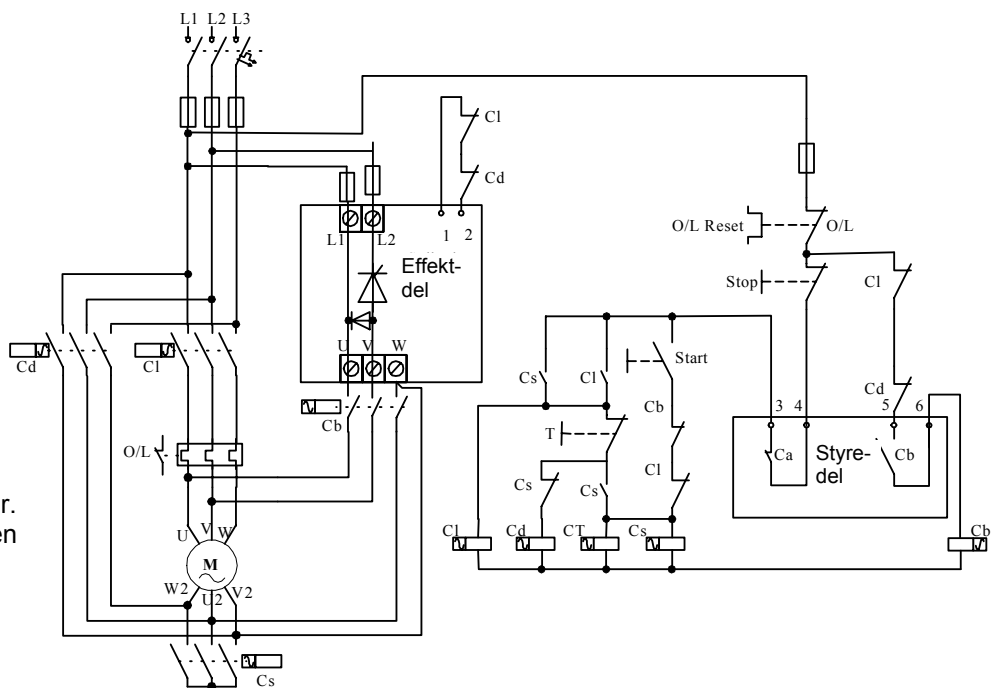 L1 L2 L3
Cl
Cd
O/L Reset
O/L
1 2
L1 L2
Effekt-
del
Stop
Cl
U V W
Start
Cd
Cl
Cs
Cl
Cd
Cb
Cb
3 4 5 6
T
O/L
Ca
Styre-
del
Cb
Cl
Cs
Cs
r.
en
U V W
Cl
Cd
CT
Cs
Cb
M
W2
U2
V2
Cs